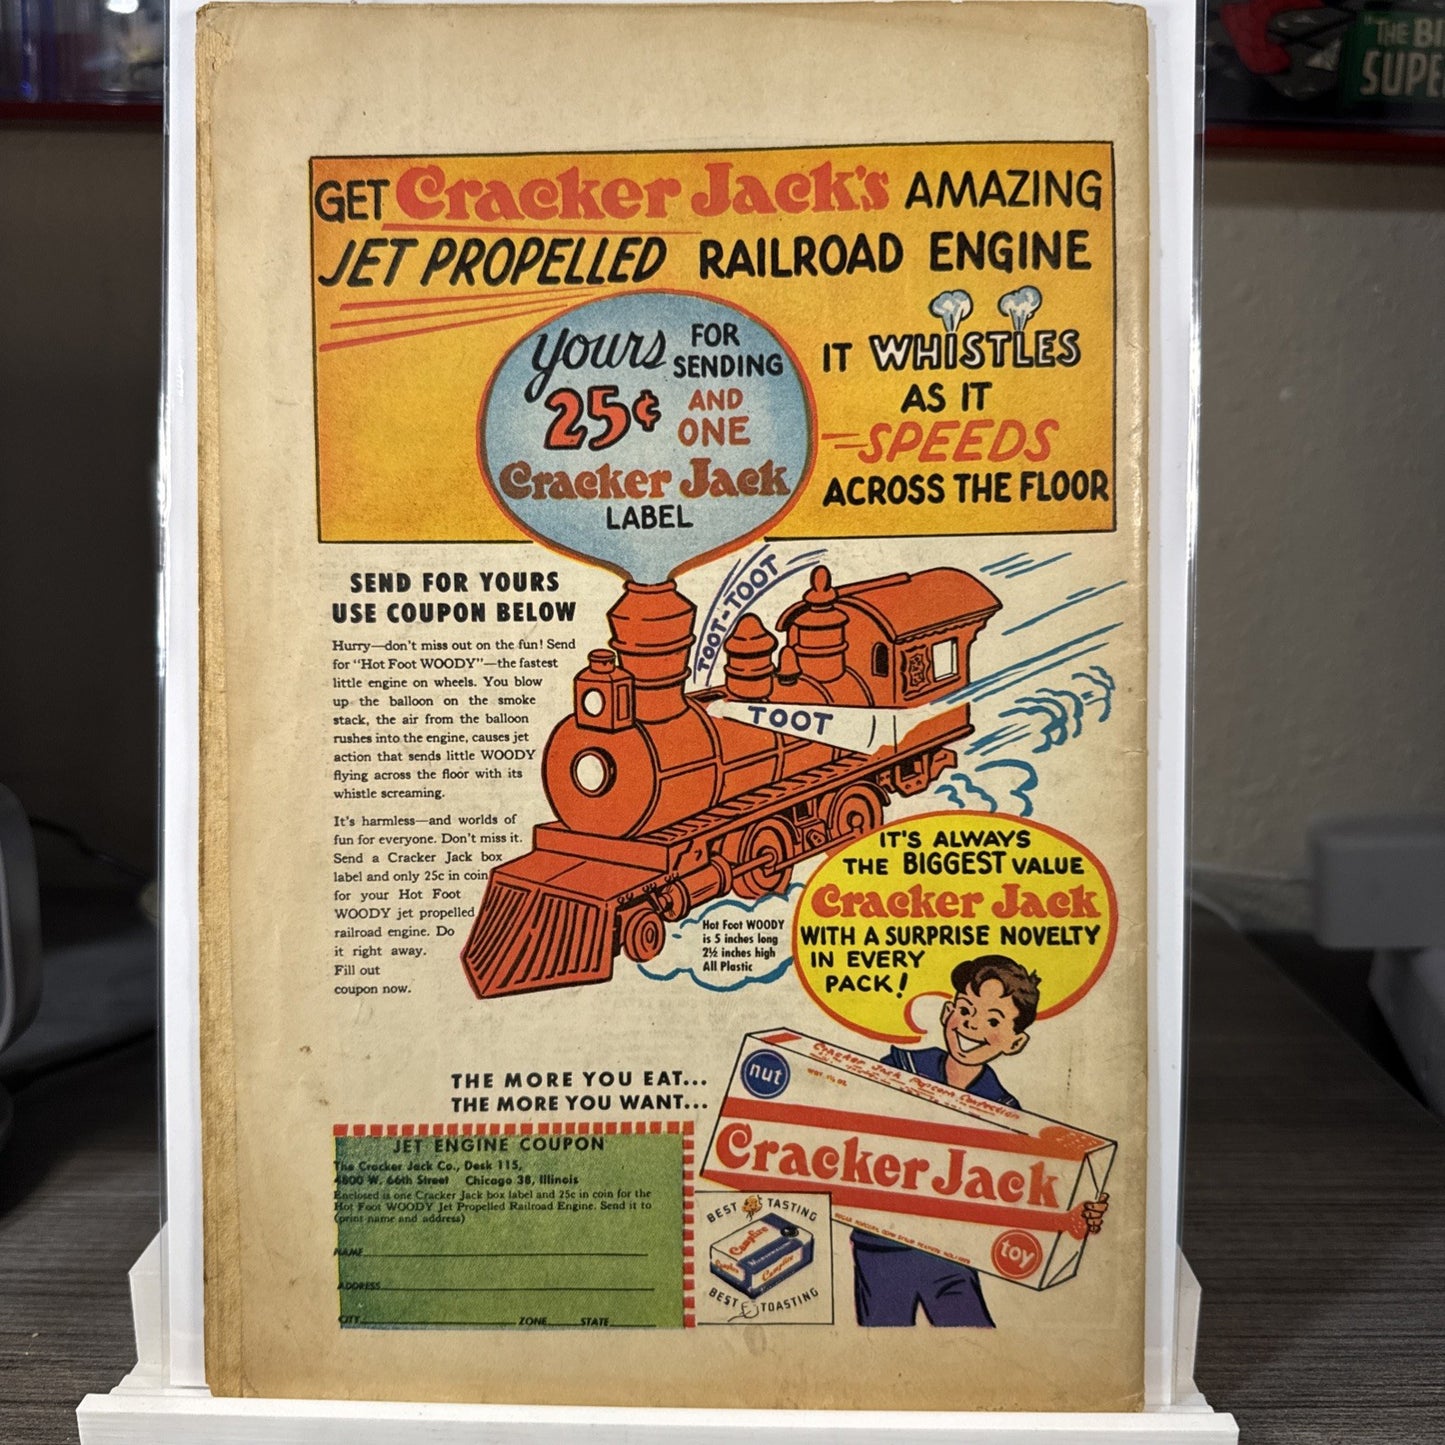 "THE BI
SUPE
GET Cracker Jack's AMAZING
JET PROPELLED RAILROAD ENGINE
yours FOR SENDING
25¢ AND ONE
Cracker Jack
LABEL
IT WHISTLES
AS IT
SPEEDS
ACROSS THE FLOOR
SEND FOR YOURS
USE COUPON BELOW
Hurry—don't miss out on the fun! Send
for "Hot Foot WOODY"—the fastest
little engine on wheels. You blow
up the balloon on the smoke
stack, the air from the balloon
rushes into the engine, causes jet
action that sends little WOODY
flying across the floor with its
whistle screaming.
It's harmless—and worlds of
fun for everyone. Don't miss it.
Send a Cracker Jack box
label and only 25c in coin
for your Hot Foot
WOODY jet propelled
railroad engine. Do
it right away.
Fill out
coupon now.
TOOT-TOOT
TOOT
Hot Foot WOODY
is 5 inches long
2½ inches high
All Plastic
IT'S ALWAYS
THE BIGGEST VALUE
Cracker Jack
WITH A SURPRISE NOVELTY
IN EVERY
PACK!
THE MORE YOU EAT...
THE MORE YOU WANT...
JET ENGINE COUPON
The Cracker Jack Co., Desk 115,
4800 W. 66th Street Chicago 38, Illinois
Enclosed is one Cracker Jack box label and 25c in coin for the
Hot Foot WOODY Jet Propelled Railroad Engine. Send it to
(print name and address)
NAME
ADDRESS
CITY ZONE STATE
nut
Cracker Jack Popcorn Confection
Cracker Jack
toy
BEST TASTING
Campfire
Campfire
BEST TOASTING